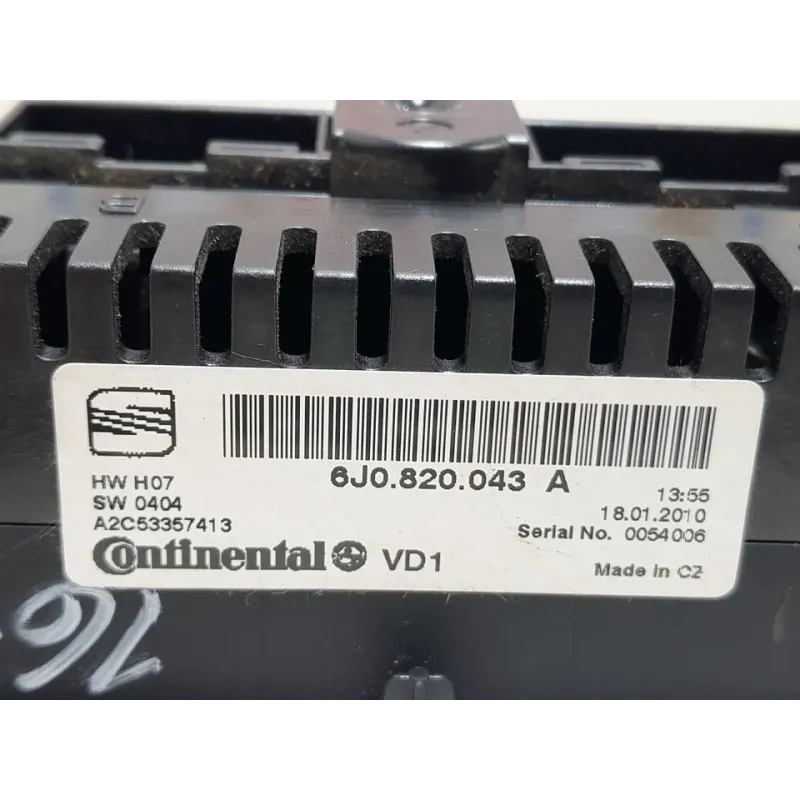 6J0.820.043 A
HW H07
SW 0404
A2C53357413
13:55
18.01.2010
Serial No. 0054006
Continental VD1
Made in CZ